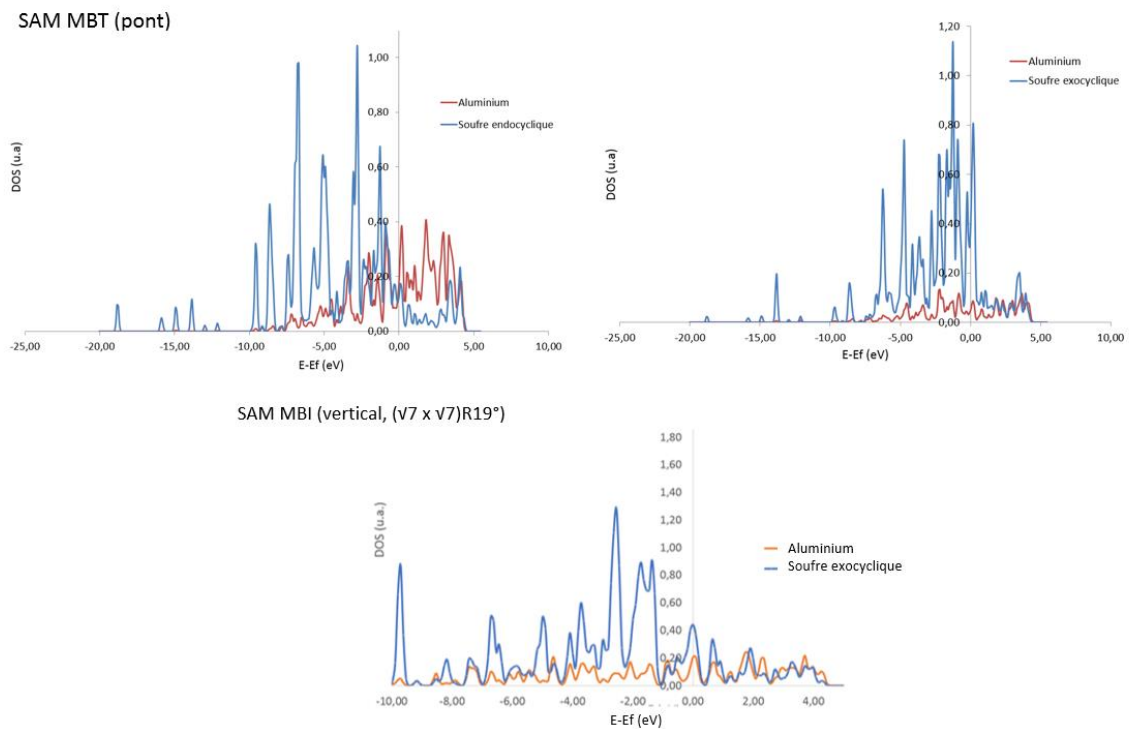 SAM MBT (pont)
DOS (u.a)
1,00
0,80
0,60
0,40
0,20
0,00
Aluminium
Soufre endocyclique
-25,00 -20,00 -15,00 -10,00 -5,00 0,00 5,00 10,00
E-Ef (eV)
DOS (u.a)
1,20
1,00
0,80
0,60
0,40
0,20
0,00
Aluminium
Soufre exocyclique
-25,00 -20,00 -15,00 -10,00 -5,00 0,00 5,00 10,00
E-Ef (eV)
SAM MBI (vertical, (√7 x √7)R19°)
DOS (u.a.)
1,80
1,60
1,40
1,20
1,00
0,80
0,60
0,40
0,20
0,00
Aluminium
Soufre exocyclique
-10,00 -8,00 -6,00 -4,00 -2,00 0,00 2,00 4,00
E-Ef (eV)